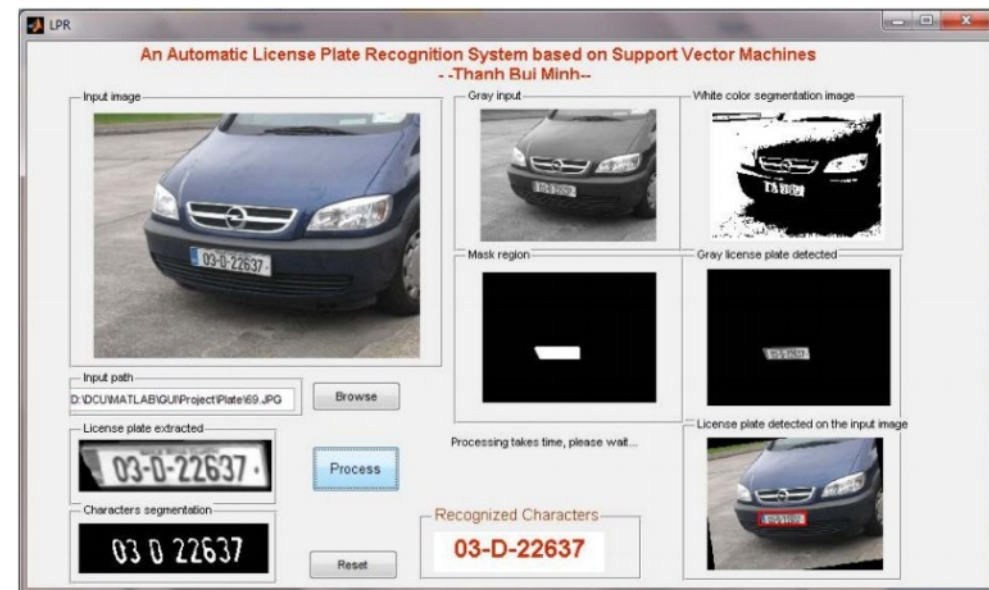 LPR
An Automatic License Plate Recognition System based on Support Vector Machines
--Thanh Bui Minh--
Input image
03-D-22637
Gray input
White color segmentation image
Mask region
Gray license plate detected
Input path
D:\DCU\MATLAB\GUI\Project\Plate\69.JPG
Browse
License plate extracted
03-D-22637
Process
Processing takes time, please wait...
License plate detected on the input image
Characters segmentation
03 D 22637
Reset
Recognized Characters
03-D-22637